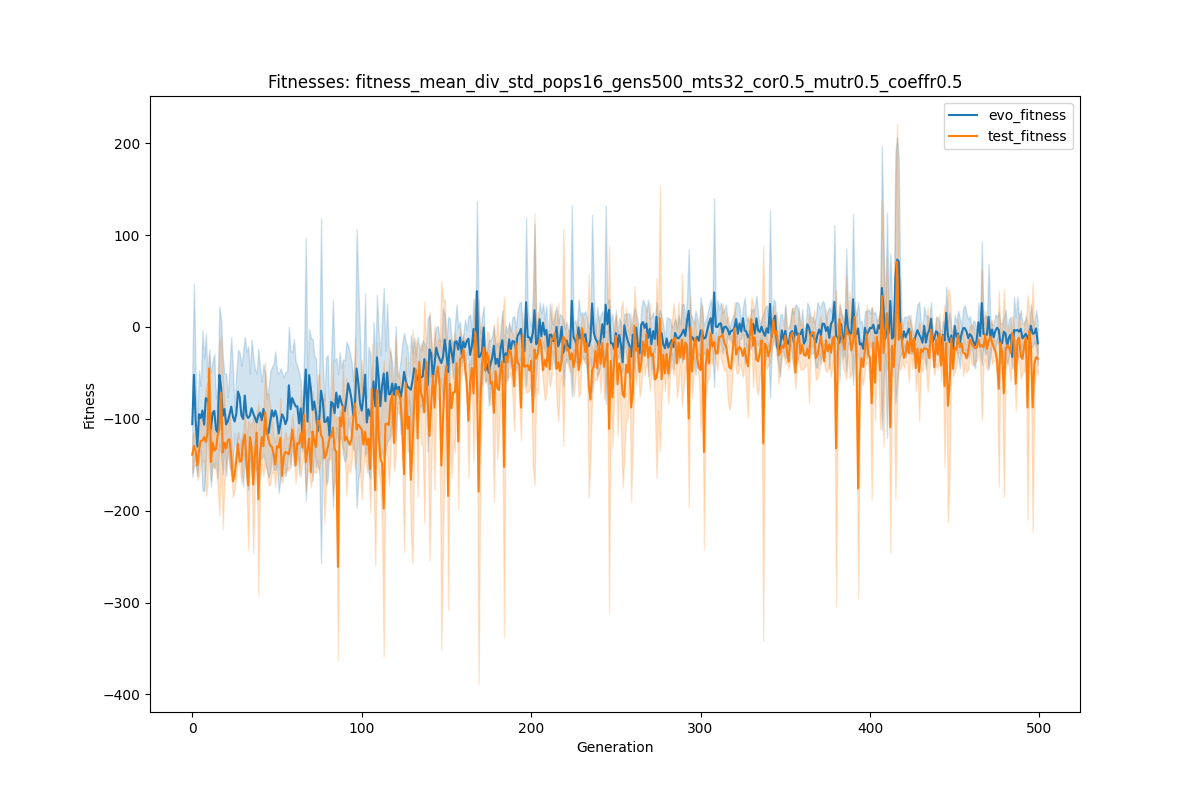 Fitnesses: fitness_mean_div_std_pops16_gens500_mts32_cor0.5_mutr0.5_coeffr0.5
evo_fitness
test_fitness
200
100
0
−100
−200
−300
−400
Fitness
0 100 200 300 400 500
Generation